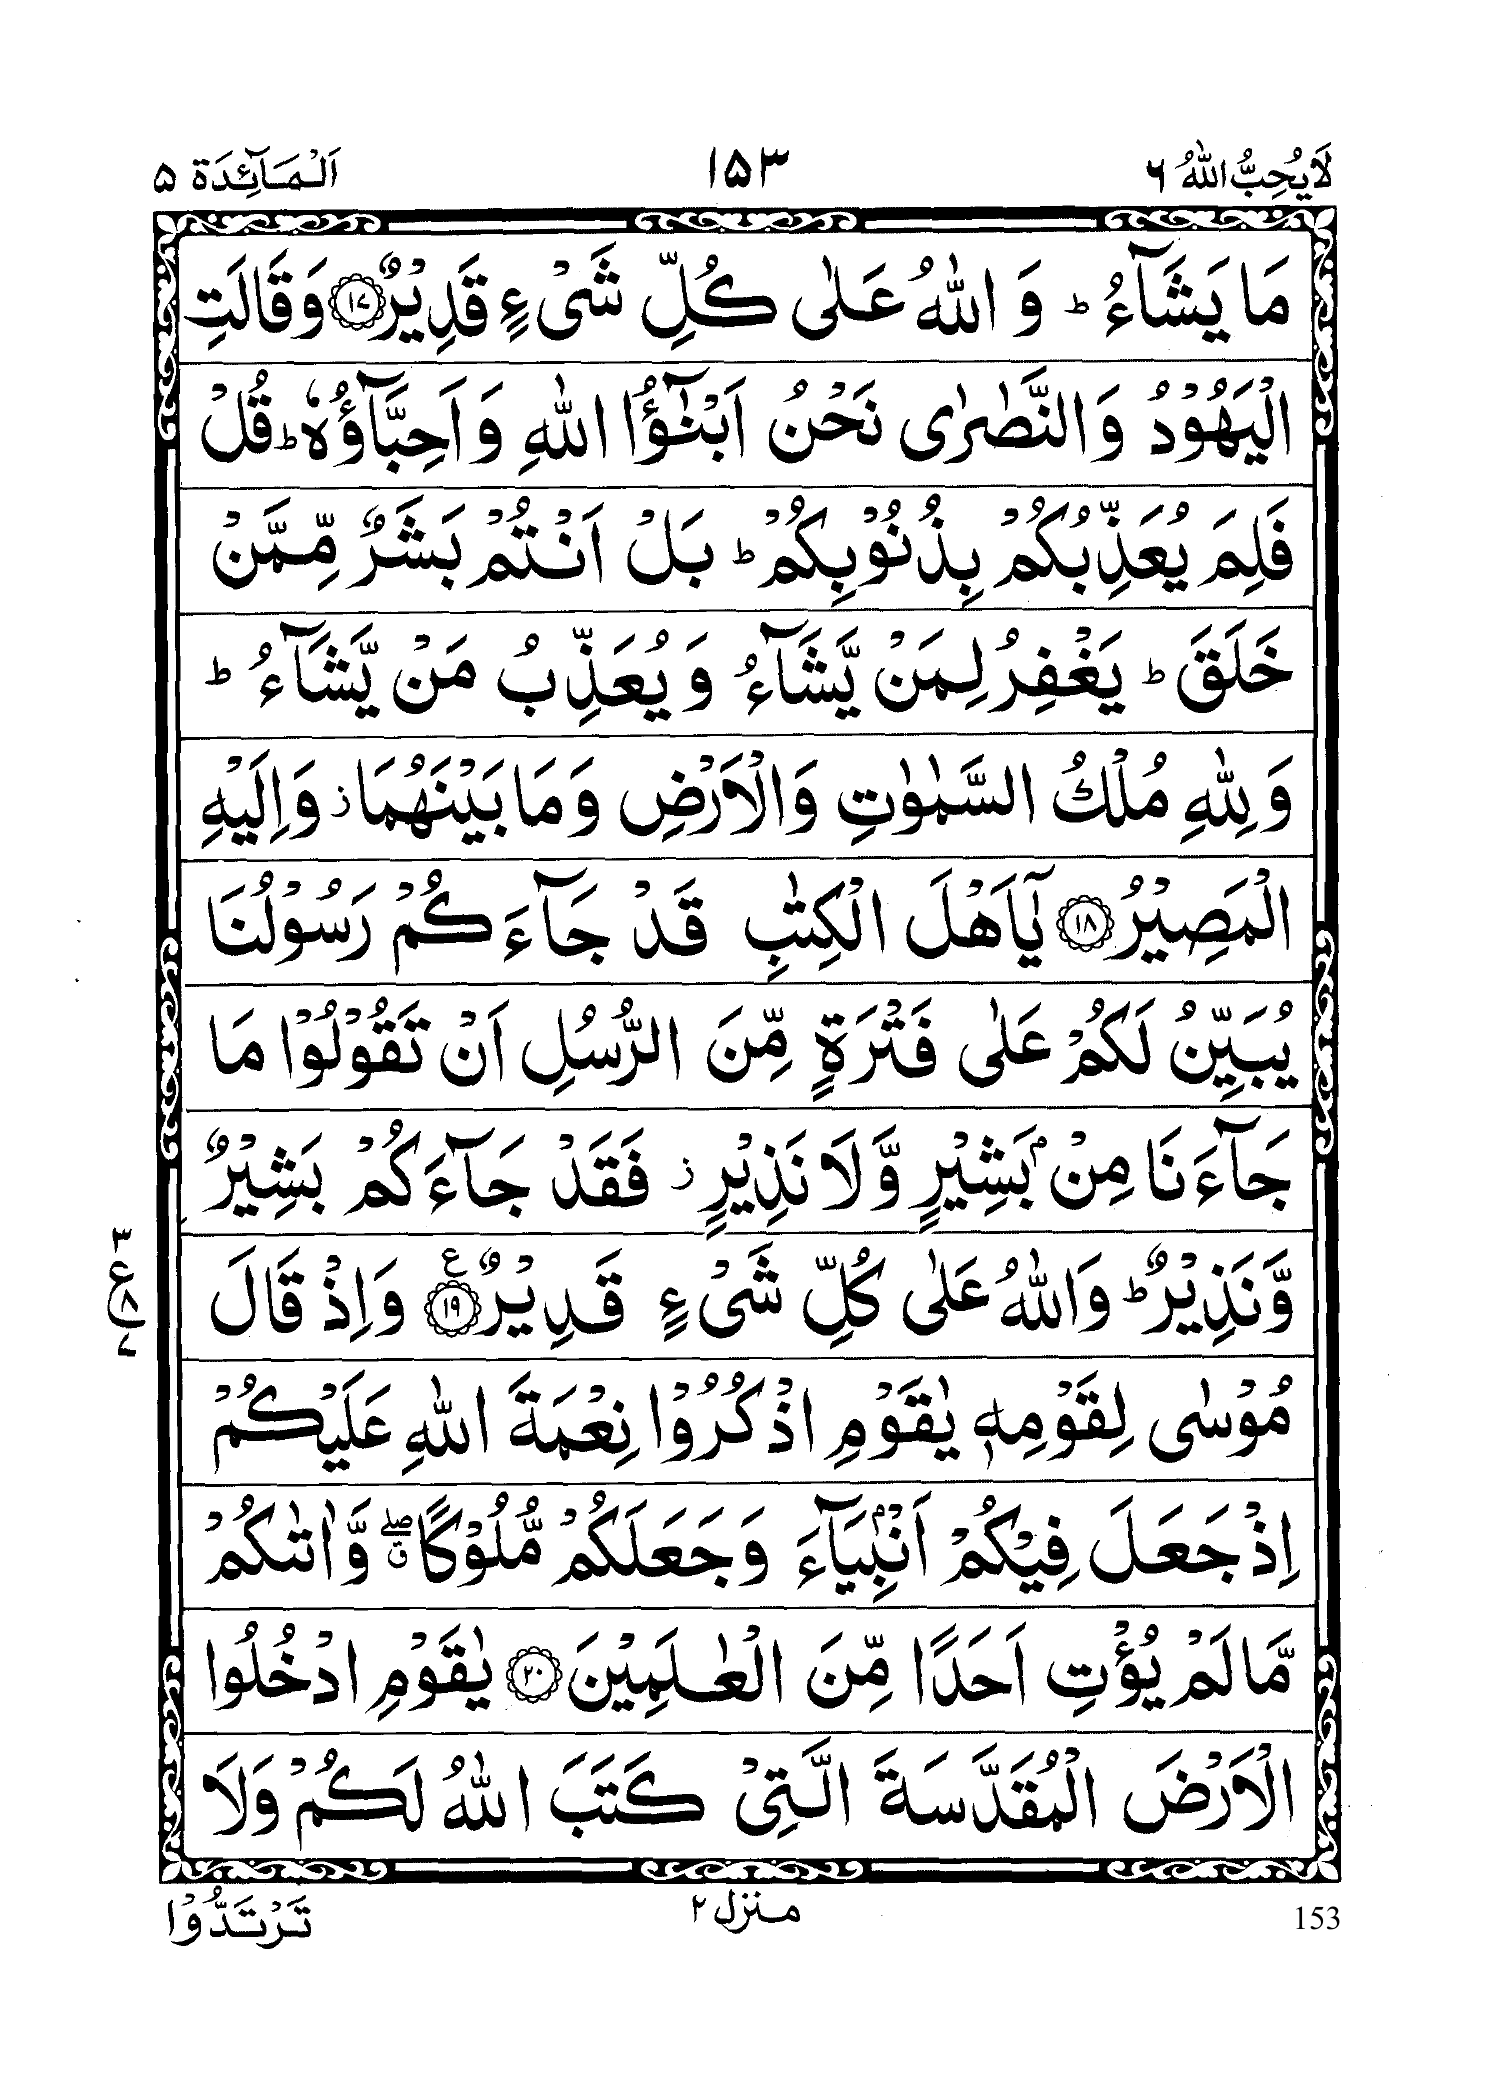 لَا يُحِبُّ اللّٰهُ ٦ ١٥٣ اَلْمَآئِدَة ٥
مَا يَشَآءُ ؕ وَ اللّٰهُ عَلٰى كُلِّ شَىْءٍ قَدِيْرٌ ﴿١٧﴾ وَقَالَتِ
الْيَهُوْدُ وَالنَّصٰرٰى نَحْنُ اَبْنٰٓؤُا اللّٰهِ وَاَحِبَّآؤُهٗ ؕ قُلْ
فَلِمَ يُعَذِّبُكُمْ بِذُنُوْبِكُمْ ؕ بَلْ اَنْتُمْ بَشَرٌ مِّمَّنْ
خَلَقَ ؕ يَغْفِرُ لِمَنْ يَّشَآءُ وَ يُعَذِّبُ مَنْ يَّشَآءُ ؕ
وَ لِلّٰهِ مُلْكُ السَّمٰوٰتِ وَالْاَرْضِ وَمَا بَيْنَهُمَا ز وَاِلَيْهِ
الْمَصِيْرُ ﴿١٨﴾ يٰۤاَهْلَ الْكِتٰبِ قَدْ جَآءَكُمْ رَسُوْلُنَا
يُبَيِّنُ لَكُمْ عَلٰى فَتْرَةٍ مِّنَ الرُّسُلِ اَنْ تَقُوْلُوْا مَا
جَآءَنَا مِنْۢ بَشِيْرٍ وَّلَا نَذِيْرٍ ز فَقَدْ جَآءَكُمْ بَشِيْرٌ
وَّنَذِيْرٌ ؕ وَاللّٰهُ عَلٰى كُلِّ شَىْءٍ قَدِيْرٌ ﴿١٩﴾ ع وَاِذْ قَالَ
٣
ع
٨
٧
مُوْسٰى لِقَوْمِهٖ يٰقَوْمِ اذْكُرُوْا نِعْمَةَ اللّٰهِ عَلَيْكُمْ
اِذْ جَعَلَ فِيْكُمْ اَنْۢبِيَآءَ وَجَعَلَكُمْ مُّلُوْكًا ۖق وَّاٰتٰىكُمْ
مَّا لَمْ يُؤْتِ اَحَدًا مِّنَ الْعٰلَمِيْنَ ﴿٢٠﴾ يٰقَوْمِ ادْخُلُوا
الْاَرْضَ الْمُقَدَّسَةَ الَّتِىْ كَتَبَ اللّٰهُ لَكُمْ وَلَا
153 منزل ٢ تَرْتَدُّوْا